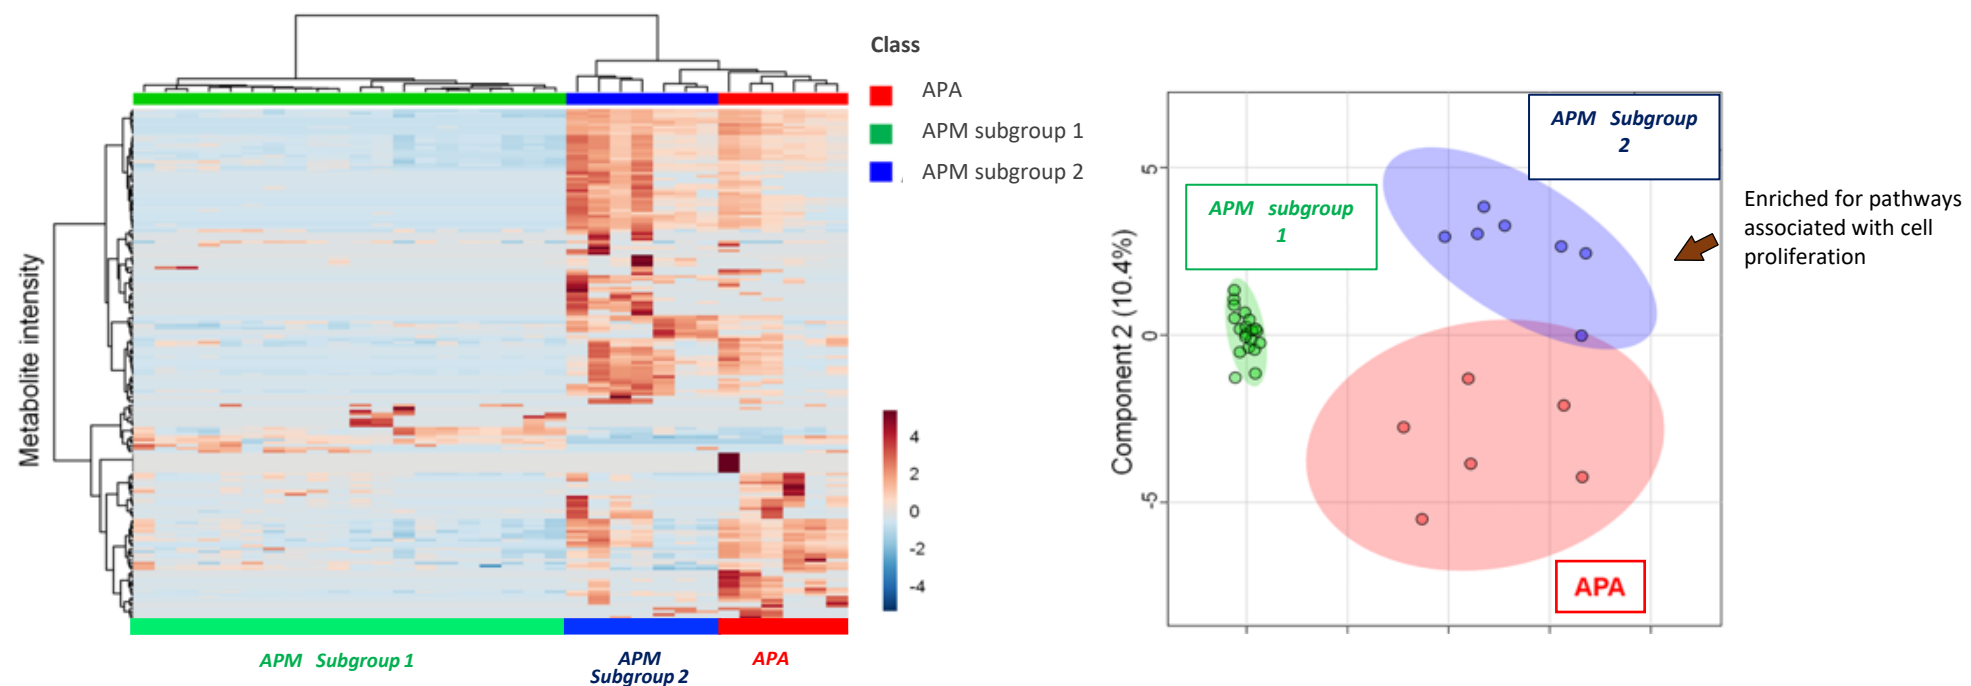 Metabolite intensity
Class
APA
APM subgroup 1
APM subgroup 2
4
2
0
-2
-4
APM Subgroup 1
APM
Subgroup 2
APA
Component 2 (10.4%)
5
0
-5
APM subgroup
1
APM Subgroup
2
APA
Enriched for pathways
associated with cell
proliferation